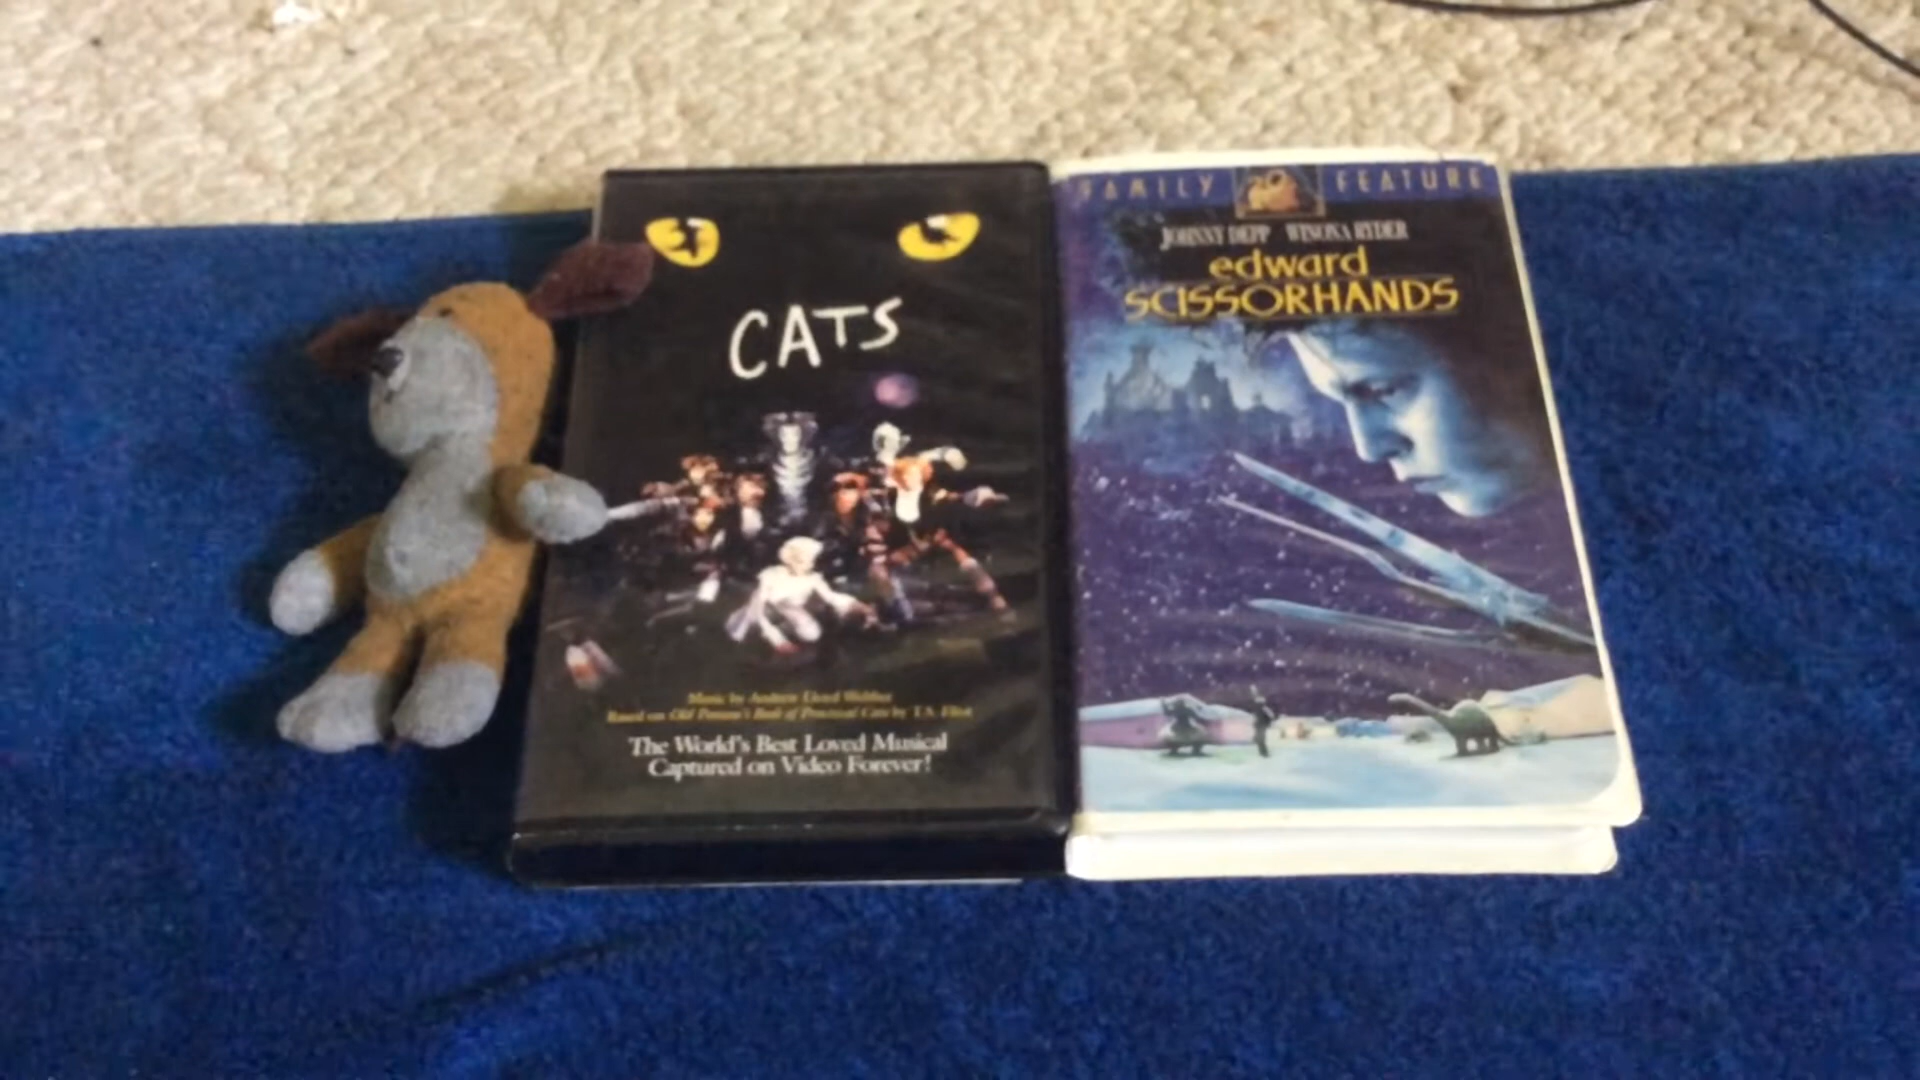 CATS
Music by Andrew Lloyd Webber
Based on Old Possum's Book of Practical Cats by T.S. Eliot
The World's Best Loved Musical
Captured on Video Forever!
FAMILY FEATURE
JOHNNY DEPP WINONA RYDER
edward
SCISSORHANDS